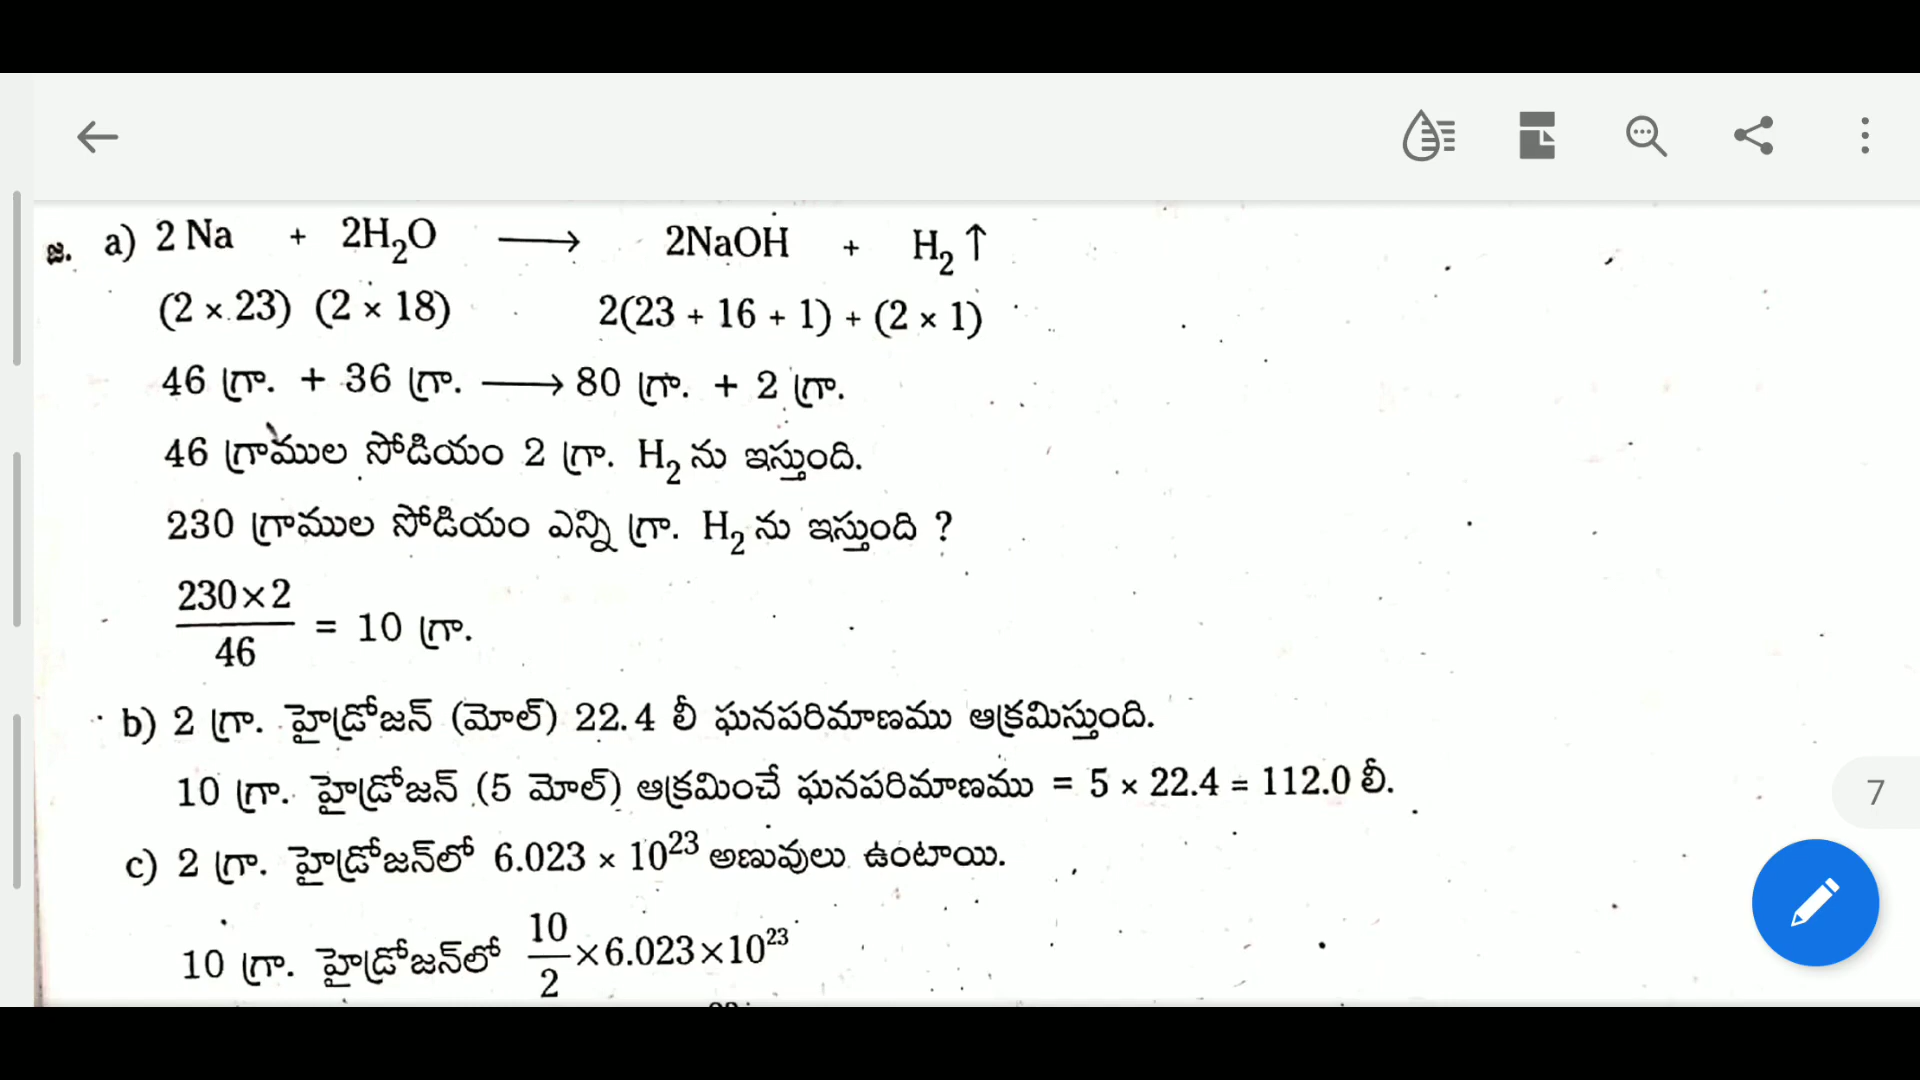 జ. a) 2 Na + 2H₂O ⟶ 2NaOH + H₂↑
(2 × 23) (2 × 18) 2(23 + 16 + 1) + (2 × 1)
46 గ్రా. + 36 గ్రా. ⟶ 80 గ్రా. + 2 గ్రా.
46 గ్రాముల సోడియం 2 గ్రా. H₂ ను ఇస్తుంది.
230 గ్రాముల సోడియం ఎన్ని గ్రా. H₂ ను ఇస్తుంది ?
230×2
46
= 10 గ్రా.
b) 2 గ్రా. హైడ్రోజన్ (మోల్) 22.4 లీ ఘనపరిమాణము ఆక్రమిస్తుంది.
10 గ్రా. హైడ్రోజన్ (5 మోల్) ఆక్రమించే ఘనపరిమాణము = 5 × 22.4 = 112.0 లీ.
7
c) 2 గ్రా. హైడ్రోజన్‌లో 6.023 × 10²³ అణువులు ఉంటాయి.
10 గ్రా. హైడ్రోజన్‌లో 10/2 ×6.023×10²³